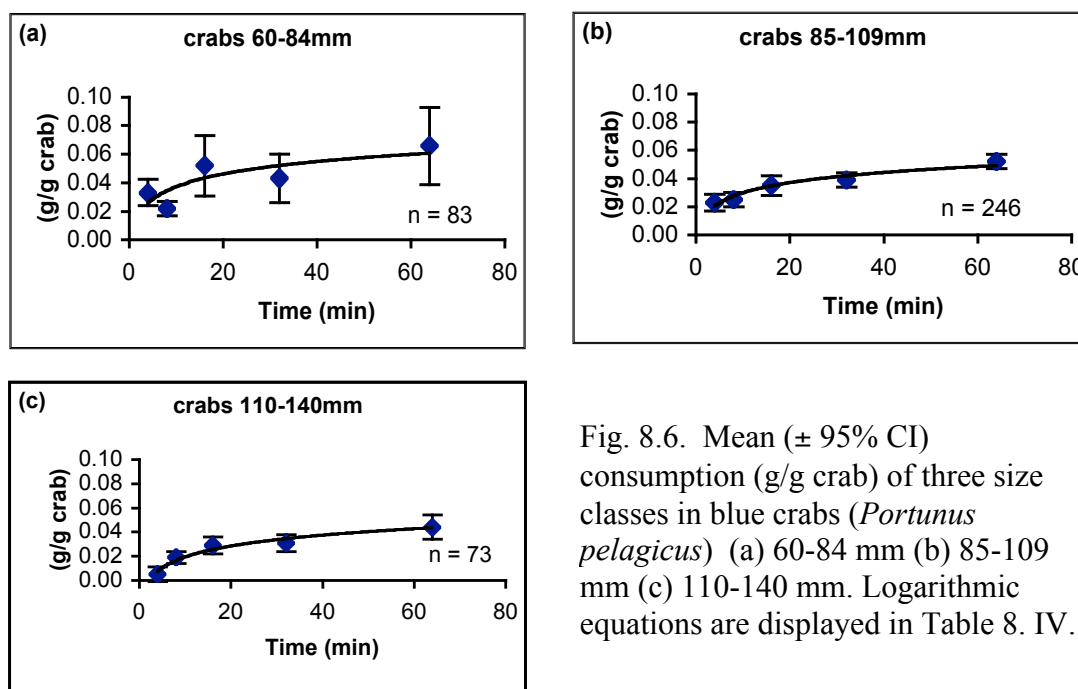 (a)
crabs 60-84mm
(g/g crab)
0.10
0.08
0.06
0.04
0.02
0.00
n = 83
0 20 40 60 80
Time (min)
(b)
crabs 85-109mm
(g/g crab)
0.10
0.08
0.06
0.04
0.02
0.00
n = 246
0 20 40 60 80
Time (min)
(c)
crabs 110-140mm
(g/g crab)
0.10
0.08
0.06
0.04
0.02
0.00
n = 73
0 20 40 60 80
Time (min)
Fig. 8.6. Mean (± 95% CI)
consumption (g/g crab) of three size
classes in blue crabs (Portunus
pelagicus) (a) 60-84 mm (b) 85-109
mm (c) 110-140 mm. Logarithmic
equations are displayed in Table 8. IV.